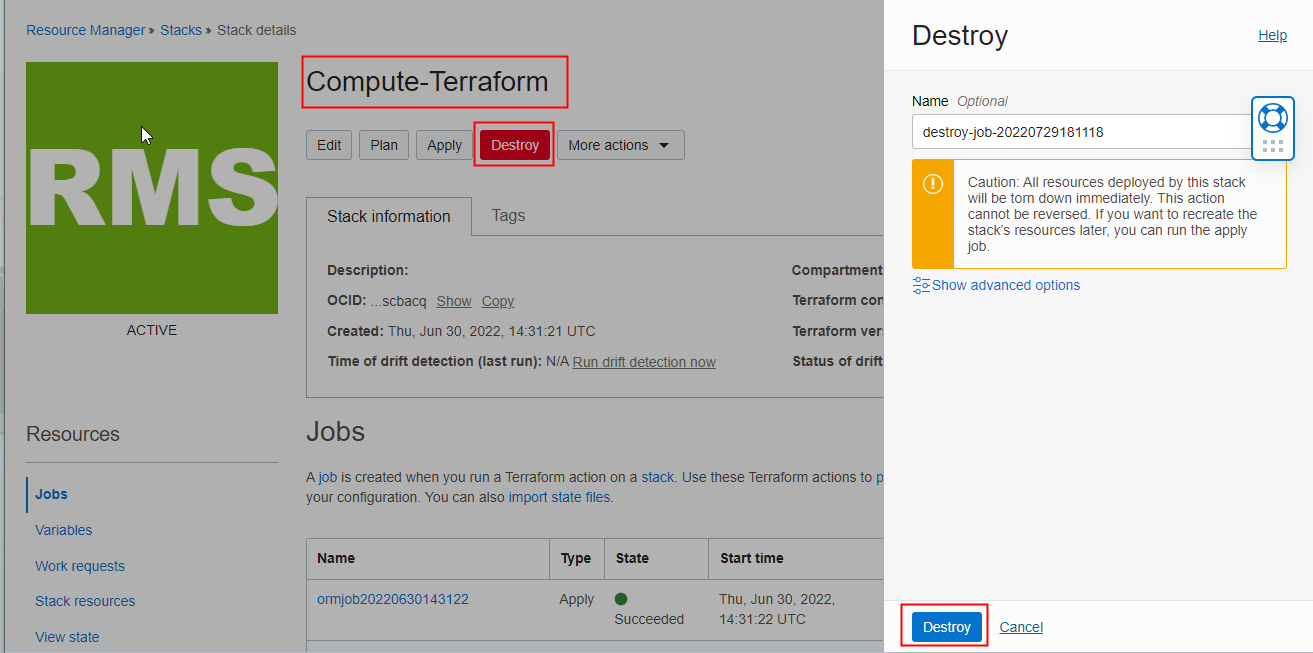 Resource Manager » Stacks » Stack details
RMS
ACTIVE
Compute-Terraform
Edit Plan Apply Destroy More actions
Stack information Tags
Description:
OCID: ...scbacq Show Copy
Created: Thu, Jun 30, 2022, 14:31:21 UTC
Time of drift detection (last run): N/A Run drift detection now
Compartment
Terraform con
Terraform vers
Status of drift
Resources
Jobs
Variables
Work requests
Stack resources
View state
Jobs
A job is created when you run a Terraform action on a stack. Use these Terraform actions to p
your configuration. You can also import state files.
Name Type State Start time
ormjob20220630143122 Apply Succeeded Thu, Jun 30, 2022,
14:31:22 UTC
Destroy
Help
Name Optional
destroy-job-20220729181118
Caution: All resources deployed by this stack
will be torn down immediately. This action
cannot be reversed. If you want to recreate the
stack's resources later, you can run the apply
job.
Show advanced options
Destroy Cancel